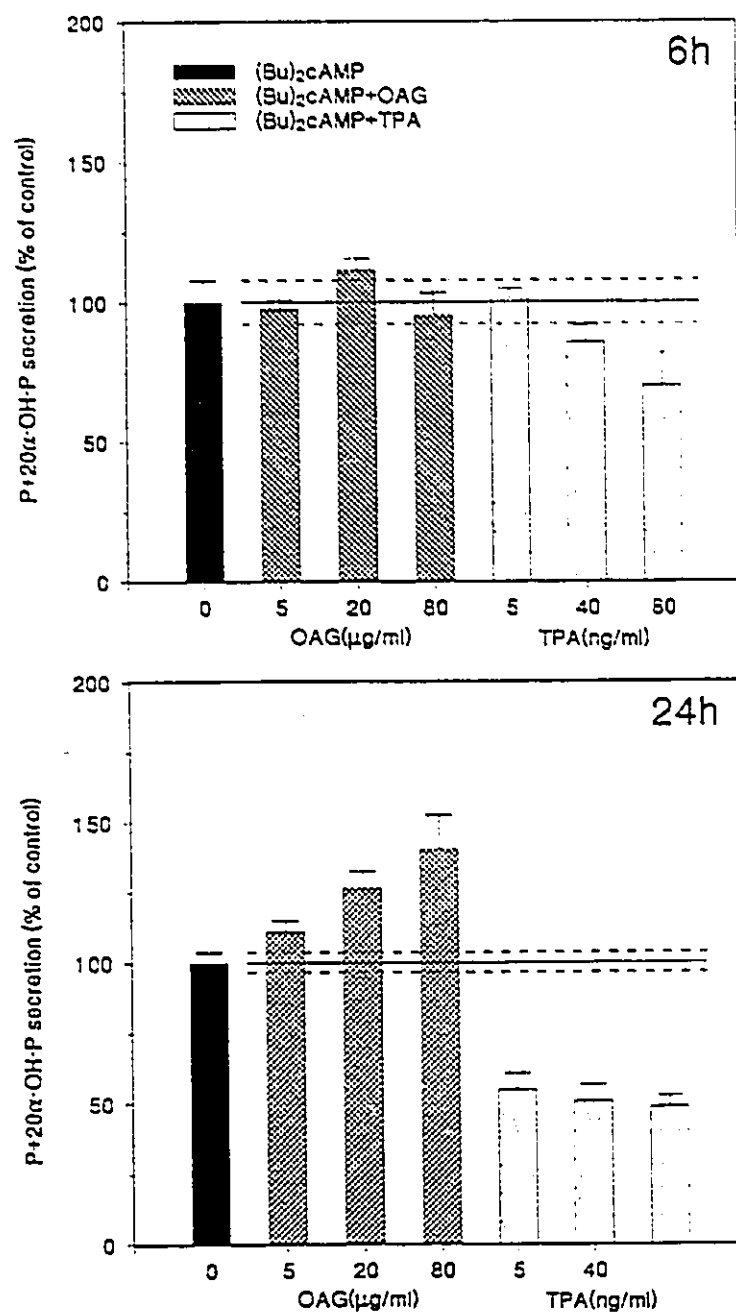 200
6h
(Bu)₂cAMP
(Bu)₂cAMP+OAG
(Bu)₂cAMP+TPA
150
100
50
0
P+20α·OH·P secretion (% of control)
0 5 20 80 5 40 80
OAG(μg/ml) TPA(ng/ml)
200
24h
150
100
50
0
P+20α·OH·P secretion (% of control)
0 5 20 80 5 40
OAG(μg/ml) TPA(ng/ml)